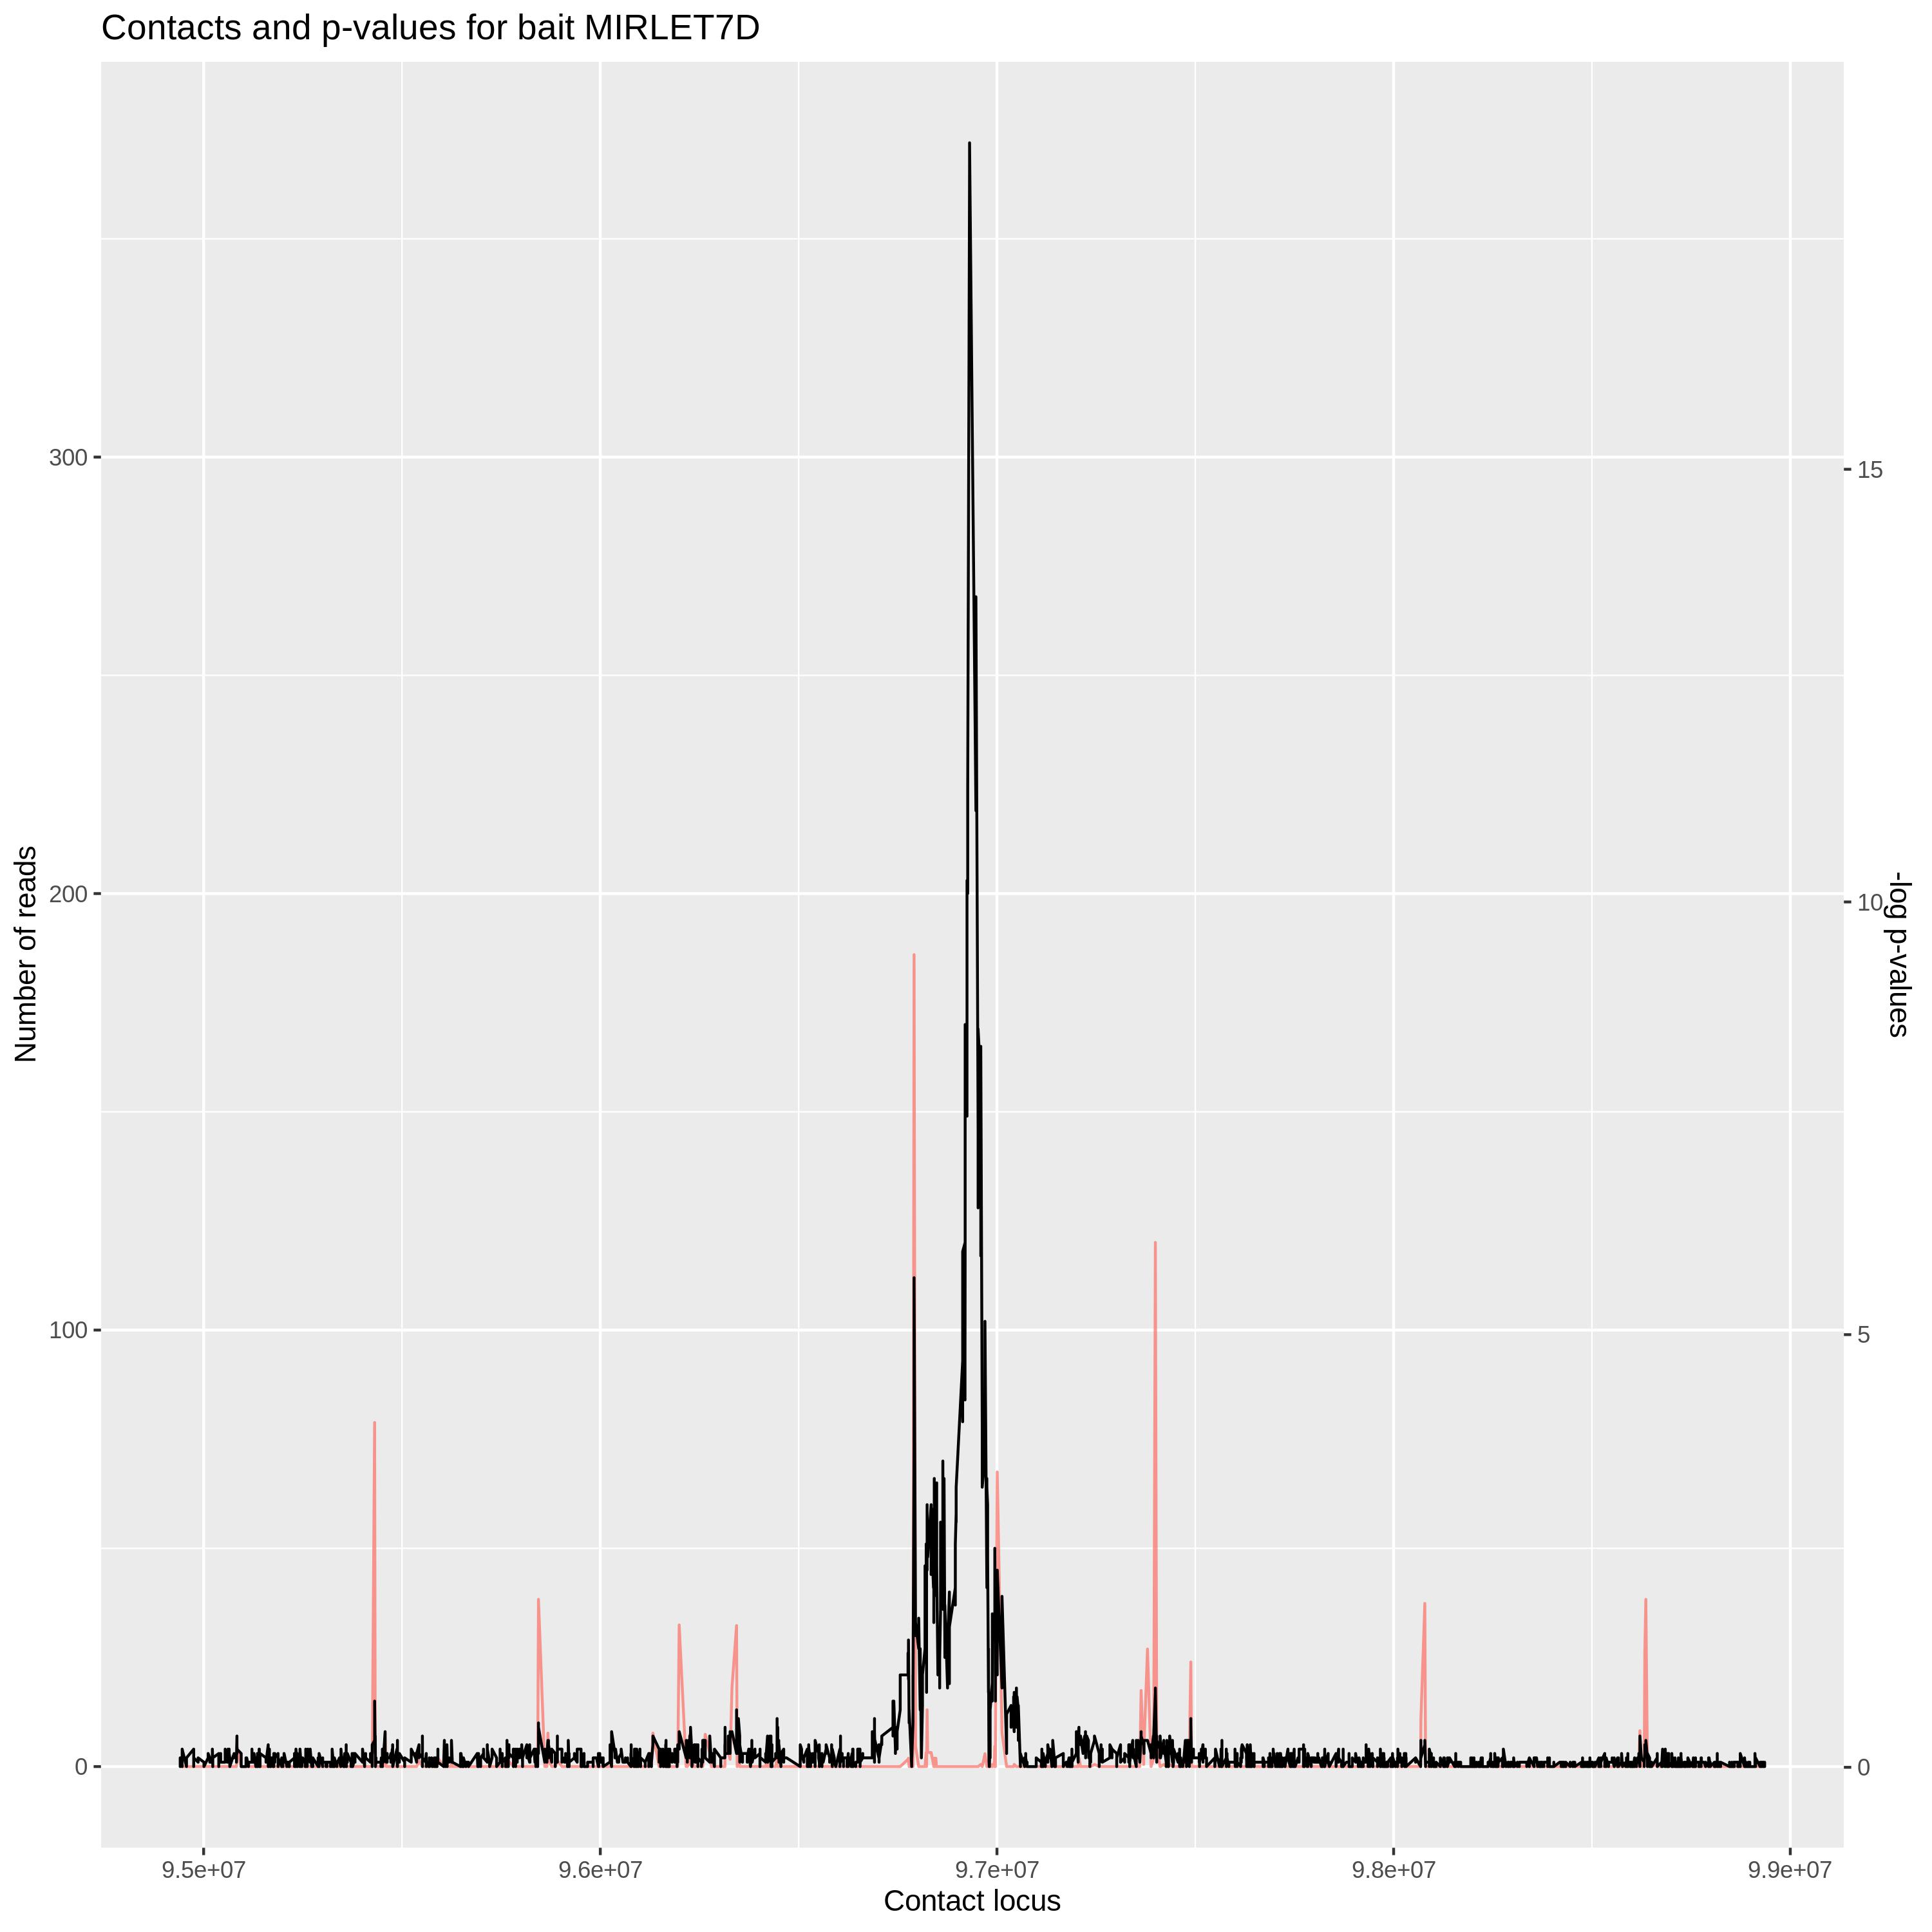 Contacts and p-values for bait MIRLET7D
Number of reads
300
200
100
0
15
10
5
0
-log p-values
9.5e+07 9.6e+07 9.7e+07 9.8e+07 9.9e+07
Contact locus